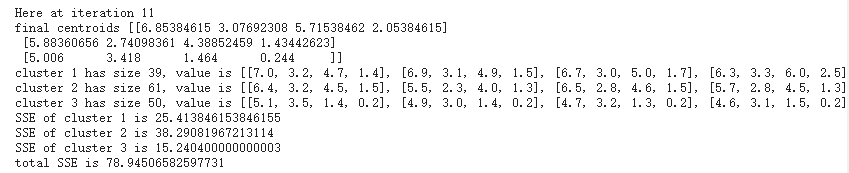 Here at iteration 11
final centroids [[6.85384615 3.07692308 5.71538462 2.05384615]
 [5.88360656 2.74098361 4.38852459 1.43442623]
 [5.006      3.418      1.464      0.244     ]]
cluster 1 has size 39, value is [[7.0, 3.2, 4.7, 1.4], [6.9, 3.1, 4.9, 1.5], [6.7, 3.0, 5.0, 1.7], [6.3, 3.3, 6.0, 2.5]
cluster 2 has size 61, value is [[6.4, 3.2, 4.5, 1.5], [5.5, 2.3, 4.0, 1.3], [6.5, 2.8, 4.6, 1.5], [5.7, 2.8, 4.5, 1.3]
cluster 3 has size 50, value is [[5.1, 3.5, 1.4, 0.2], [4.9, 3.0, 1.4, 0.2], [4.7, 3.2, 1.3, 0.2], [4.6, 3.1, 1.5, 0.2]
SSE of cluster 1 is 25.413846153846155
SSE of cluster 2 is 38.29081967213114
SSE of cluster 3 is 15.240400000000003
total SSE is 78.94506582597731